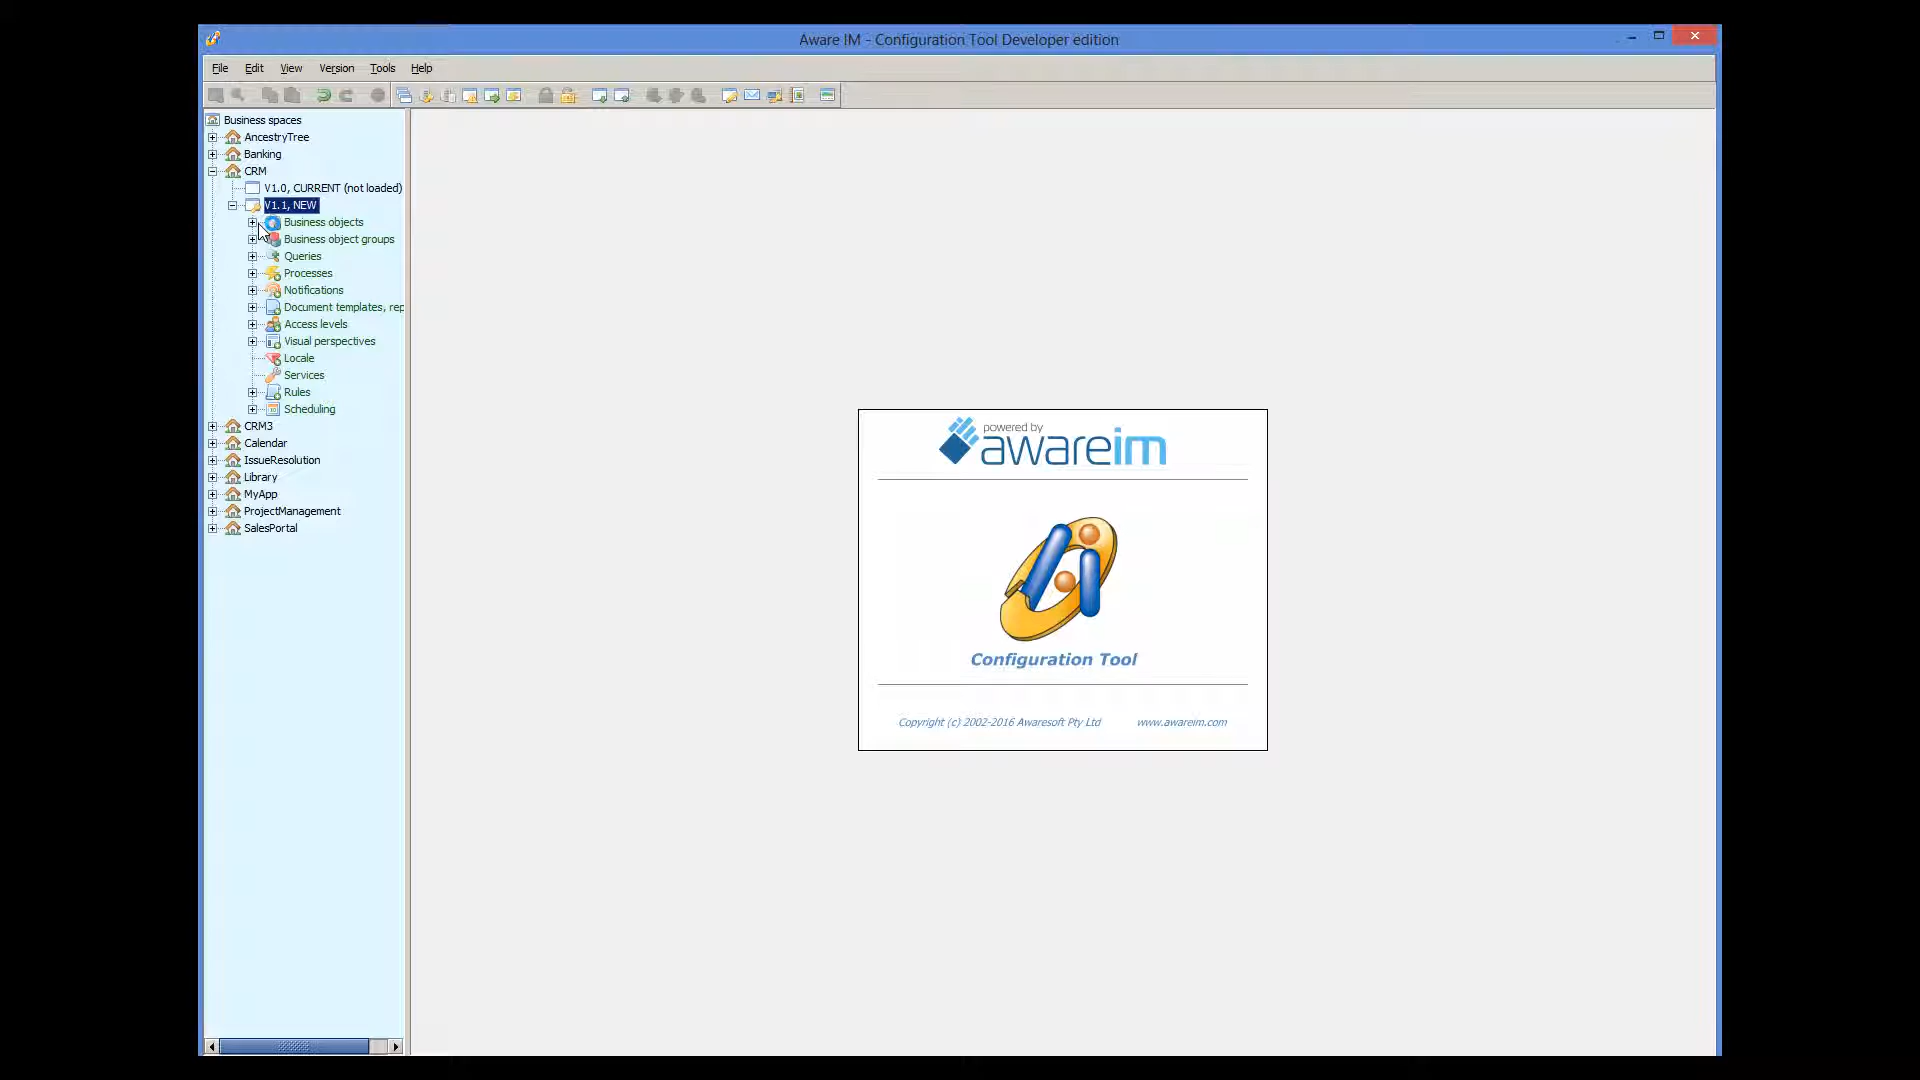 Aware IM - Configuration Tool Developer edition
File Edit View Version Tools Help
Business spaces
AncestryTree
Banking
CRM
V1.0, CURRENT (not loaded)
V1.1, NEW
Business objects
Business object groups
Queries
Processes
Notifications
Document templates, rep
Access levels
Visual perspectives
Locale
Services
Rules
Scheduling
CRM3
Calendar
IssueResolution
Library
MyApp
ProjectManagement
SalesPortal
powered by
awareim
Configuration Tool
Copyright (c) 2002-2016 Awaresoft Pty Ltd www.awareim.com